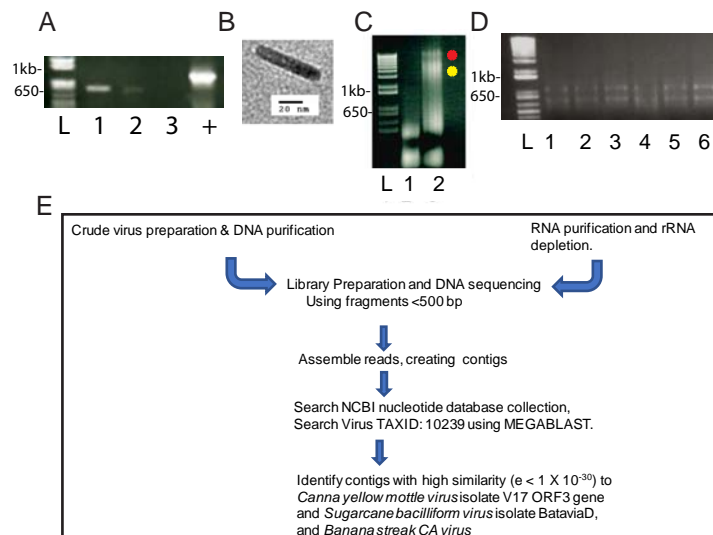 A
1kb-
650-
L 1 2 3 +
B
20 nm
C
1kb-
650-
L 1 2
D
1kb-
650-
L 1 2 3 4 5 6
E
Crude virus preparation & DNA purification
RNA purification and rRNA
depletion.
Library Preparation and DNA sequencing
Using fragments <500 bp
Assemble reads, creating contigs
Search NCBI nucleotide database collection,
Search Virus TAXID: 10239 using MEGABLAST.
Identify contigs with high similarity (e < 1 X 10⁻³⁰) to
Canna yellow mottle virus isolate V17 ORF3 gene
and Sugarcane bacilliform virus isolate BataviaD,
and Banana streak CA virus